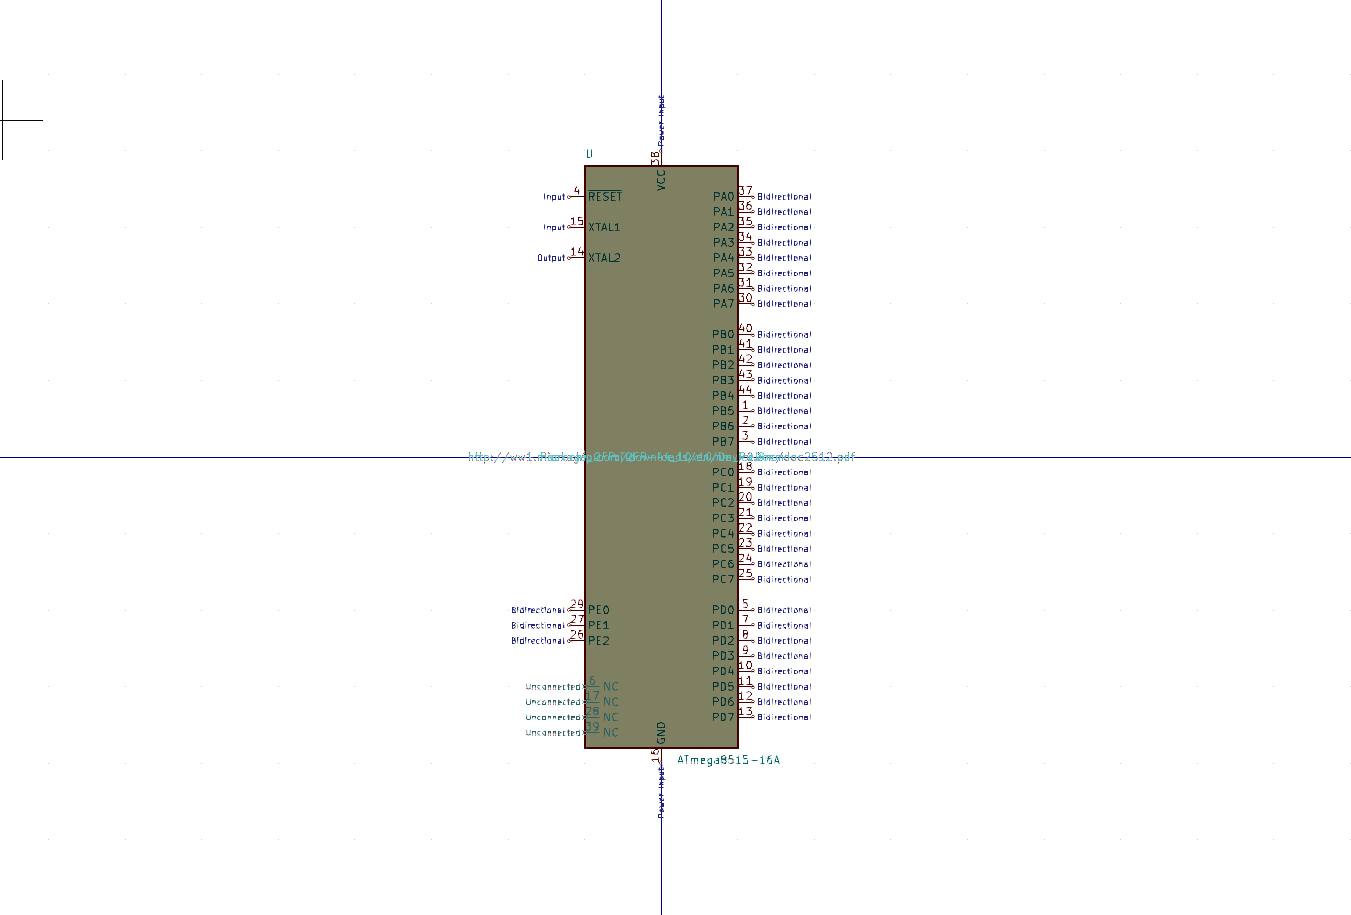 Power Input
38
VCC
U
Input 4 RESET
Input 15 XTAL1
Output 14 XTAL2
PA0 37 Bidirectional
PA1 36 Bidirectional
PA2 35 Bidirectional
PA3 34 Bidirectional
PA4 33 Bidirectional
PA5 32 Bidirectional
PA6 31 Bidirectional
PA7 30 Bidirectional
PB0 40 Bidirectional
PB1 41 Bidirectional
PB2 42 Bidirectional
PB3 43 Bidirectional
PB4 44 Bidirectional
PB5 1 Bidirectional
PB6 2 Bidirectional
PB7 3 Bidirectional
PC0 18 Bidirectional
PC1 19 Bidirectional
PC2 20 Bidirectional
PC3 21 Bidirectional
PC4 22 Bidirectional
PC5 23 Bidirectional
PC6 24 Bidirectional
PC7 25 Bidirectional
Bidirectional 29 PE0
Bidirectional 27 PE1
Bidirectional 26 PE2
PD0 5 Bidirectional
PD1 7 Bidirectional
PD2 8 Bidirectional
PD3 9 Bidirectional
PD4 10 Bidirectional
PD5 11 Bidirectional
PD6 12 Bidirectional
PD7 13 Bidirectional
Unconnected 6 NC
Unconnected 17 NC
Unconnected 28 NC
Unconnected 39 NC
GND
16
Power Input
ATmega8515-16A